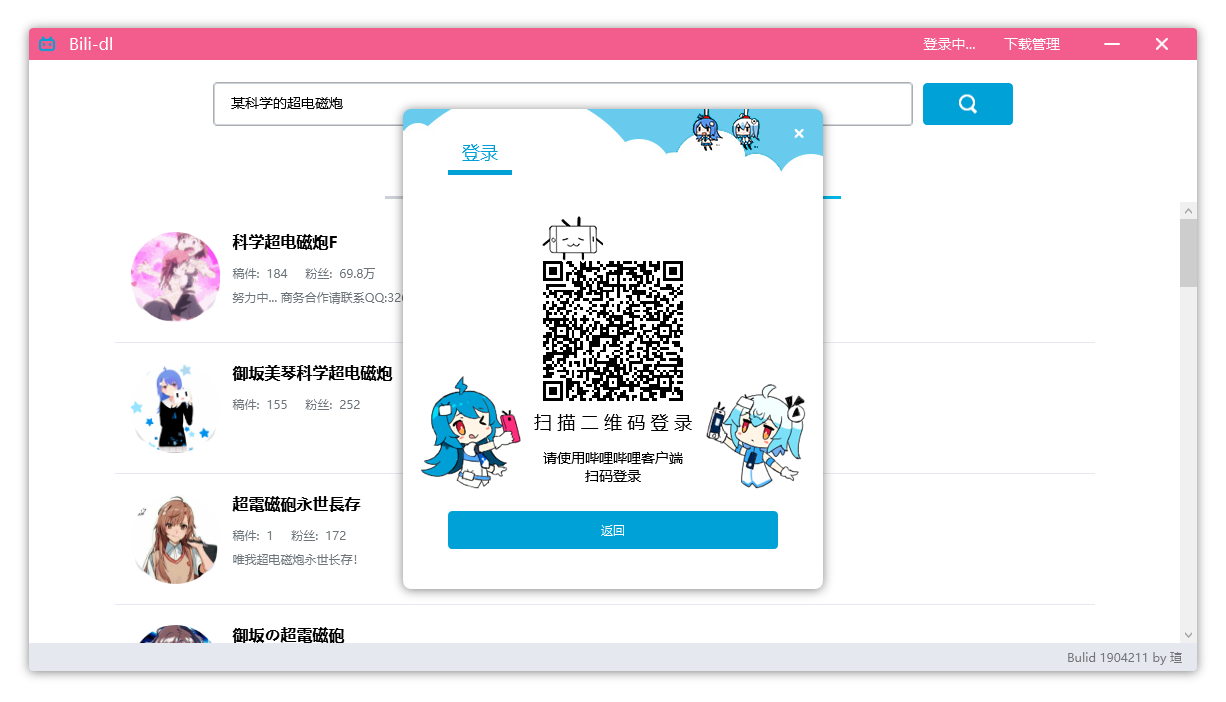 Bili-dl
登录中...
下载管理
某科学的超电磁炮
登录
科学超电磁炮F
稿件: 184 粉丝: 69.8万
努力中... 商务合作请联系QQ:326
御坂美琴科学超电磁炮
稿件: 155 粉丝: 252
扫描二维码登录
请使用哔哩哔哩客户端
扫码登录
返回
超電磁砲永世長存
稿件: 1 粉丝: 172
唯我超电磁炮永世长存!
御坂の超電磁砲
Bulid 1904211 by 瑄